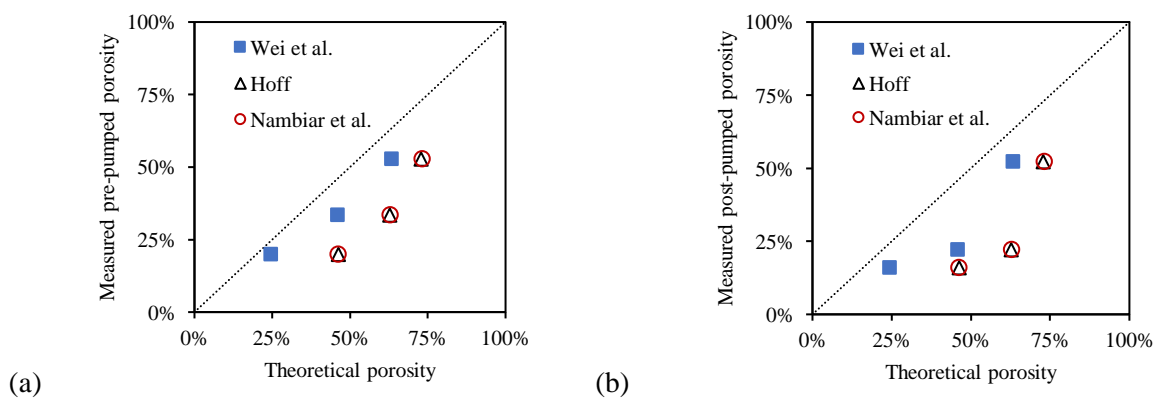 100%
75%
50%
25%
0%
Measured pre-pumped porosity
Wei et al.
Hoff
Nambiar et al.
0% 25% 50% 75% 100%
Theoretical porosity
(a)
100%
75%
50%
25%
0%
Measured post-pumped porosity
Wei et al.
Hoff
Nambiar et al.
0% 25% 50% 75% 100%
Theoretical porosity
(b)